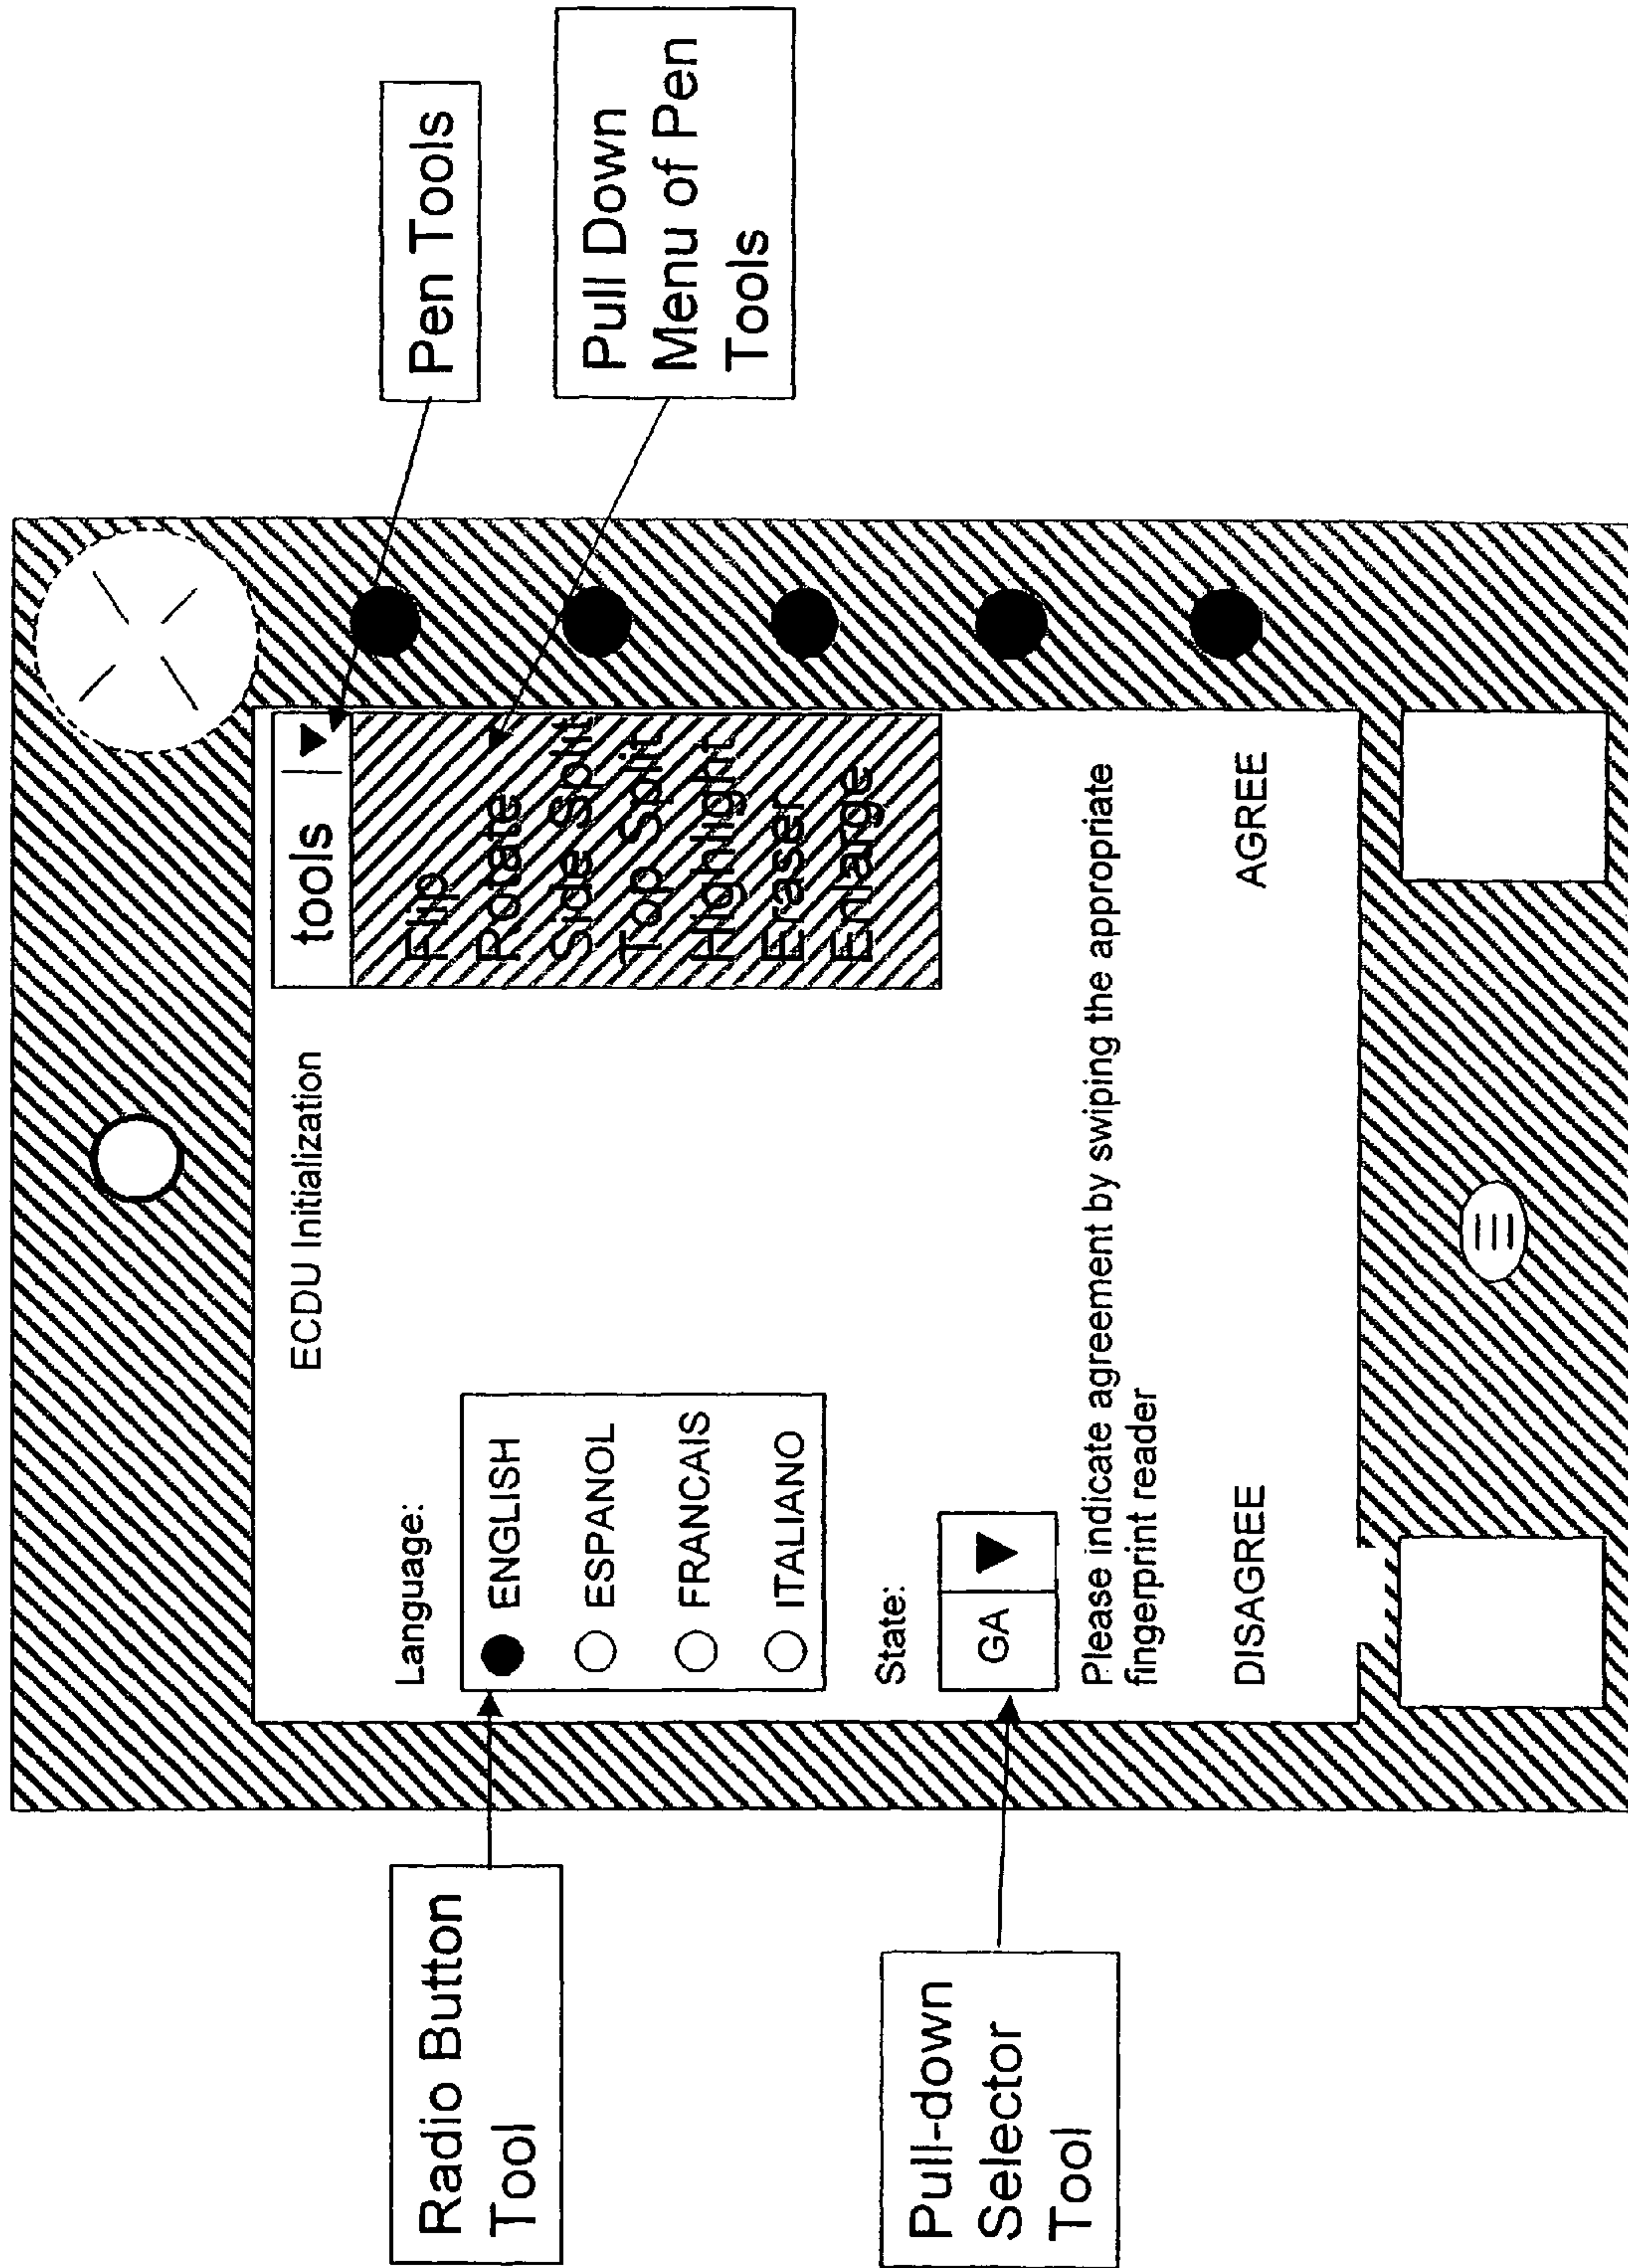 Pen Tools
Pull Down
Menu of Pen
Tools
ECDU Initialization
tools
Flip
Rotate
Side Split
Top Split
Highlight
Eraser
Enlarge
Language:
ENGLISH
ESPANOL
FRANCAIS
ITALIANO
State:
GA
Please indicate agreement by swiping the appropriate
fingerprint reader
DISAGREE
AGREE
Radio Button
Tool
Pull-down
Selector
Tool